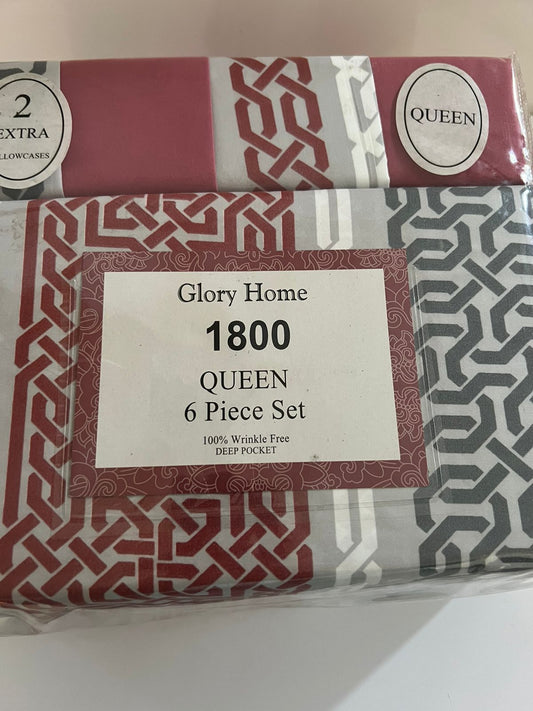 2
EXTRA
QUEEN
Glory Home
1800
QUEEN
6 Piece Set
100% Wrinkle Free
DEEP POCKET